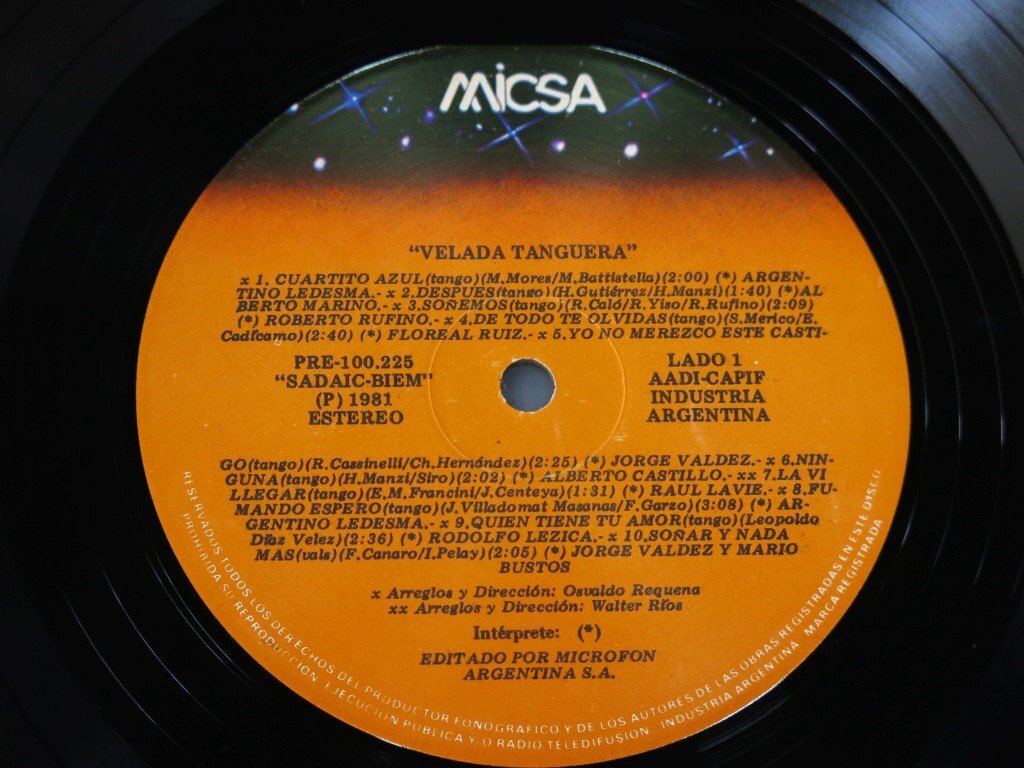 MICSA
"VELADA TANGUERA"
x 1. CUARTITO AZUL(tango)(M.Mores/M.Battistella)(2:00) (*) ARGEN-
TINO LEDESMA.- x 2.DESPUES(tango)(H.Gutiérrez/H.Manzi)(1:40) (*)AL
BERTO MARINO.- x 3.SOÑEMOS(tango)(R.Caló/E.Yiso/R.Rufino)(2:09)
(*) ROBERTO RUFINO.- x 4.DE TODO TE OLVIDAS(tango)(S.Merico/E.
Cadícamo)(2:40) (*) FLOREAL RUIZ.- x 5.YO NO MEREZCO ESTE CASTI-
PRE-100.225
"SADAIC-BIEM"
(P) 1981
ESTEREO
LADO 1
AADI-CAPIF
INDUSTRIA
ARGENTINA
GO(tango)(R.Cassinelli/Ch.Hernández)(2:25) (*) JORGE VALDEZ.- x 6.NIN-
GUNA(tango)(H.Manzi/Siro)(2:02) (*) ALBERTO CASTILLO.- xx 7.LA VI
LLEGAR(tango)(E.M.Francini/J.Centeya)(1:31) (*) RAUL LAVIE.- x 8.FU-
MANDO ESPERO(tango)(J.Villadomat Masanas/F.Garzo)(3:08) (*) AR-
GENTINO LEDESMA.- x 9.QUIEN TIENE TU AMOR(tango)(Leopoldo
Díaz Velez)(2:36) (*) RODOLFO LEZICA.- x 10.SOÑAR Y NADA
MAS(vals)(F.Canaro/I.Pelay)(2:05) (*) JORGE VALDEZ Y MARIO
BUSTOS
x Arreglos y Dirección: Osvaldo Requena
xx Arreglos y Dirección: Walter Ríos
Intérprete: (*)
EDITADO POR MICROFON
ARGENTINA S.A.
RESERVADOS TODOS LOS DERECHOS DEL PRODUCTOR FONOGRAFICO Y DE LOS AUTORES DE LAS OBRAS REGISTRADAS EN ESTE DISCO
PROHIBIDA SU REPRODUCCION EJECUCION PUBLICA Y/O RADIO TELEDIFUSION INDUSTRIA ARGENTINA MARCA REGISTRADA